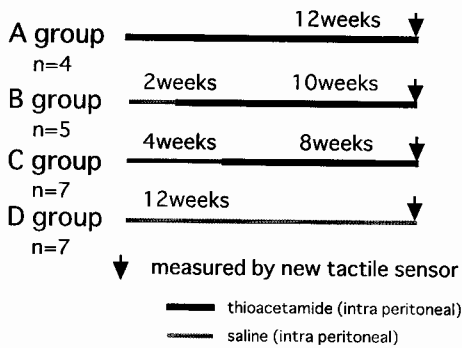 12weeks
A group
n=4
2weeks 10weeks
B group
n=5
4weeks 8weeks
C group
n=7
12weeks
D group
n=7
measured by new tactile sensor
thioacetamide (intra peritoneal)
saline (intra peritoneal)